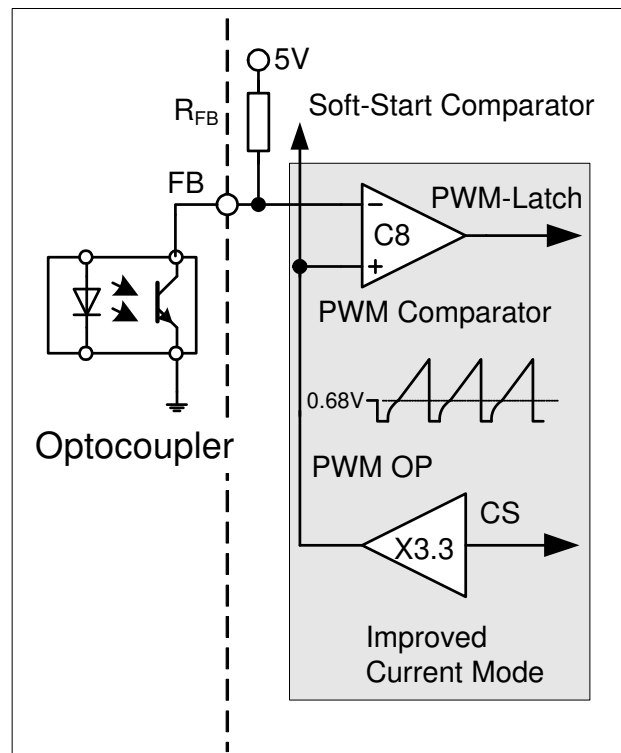 5V
R_FB
Soft-Start Comparator
FB
PWM-Latch
−
C8
+
PWM Comparator
0.68V
Optocoupler
PWM OP
CS
X3.3
Improved
Current Mode